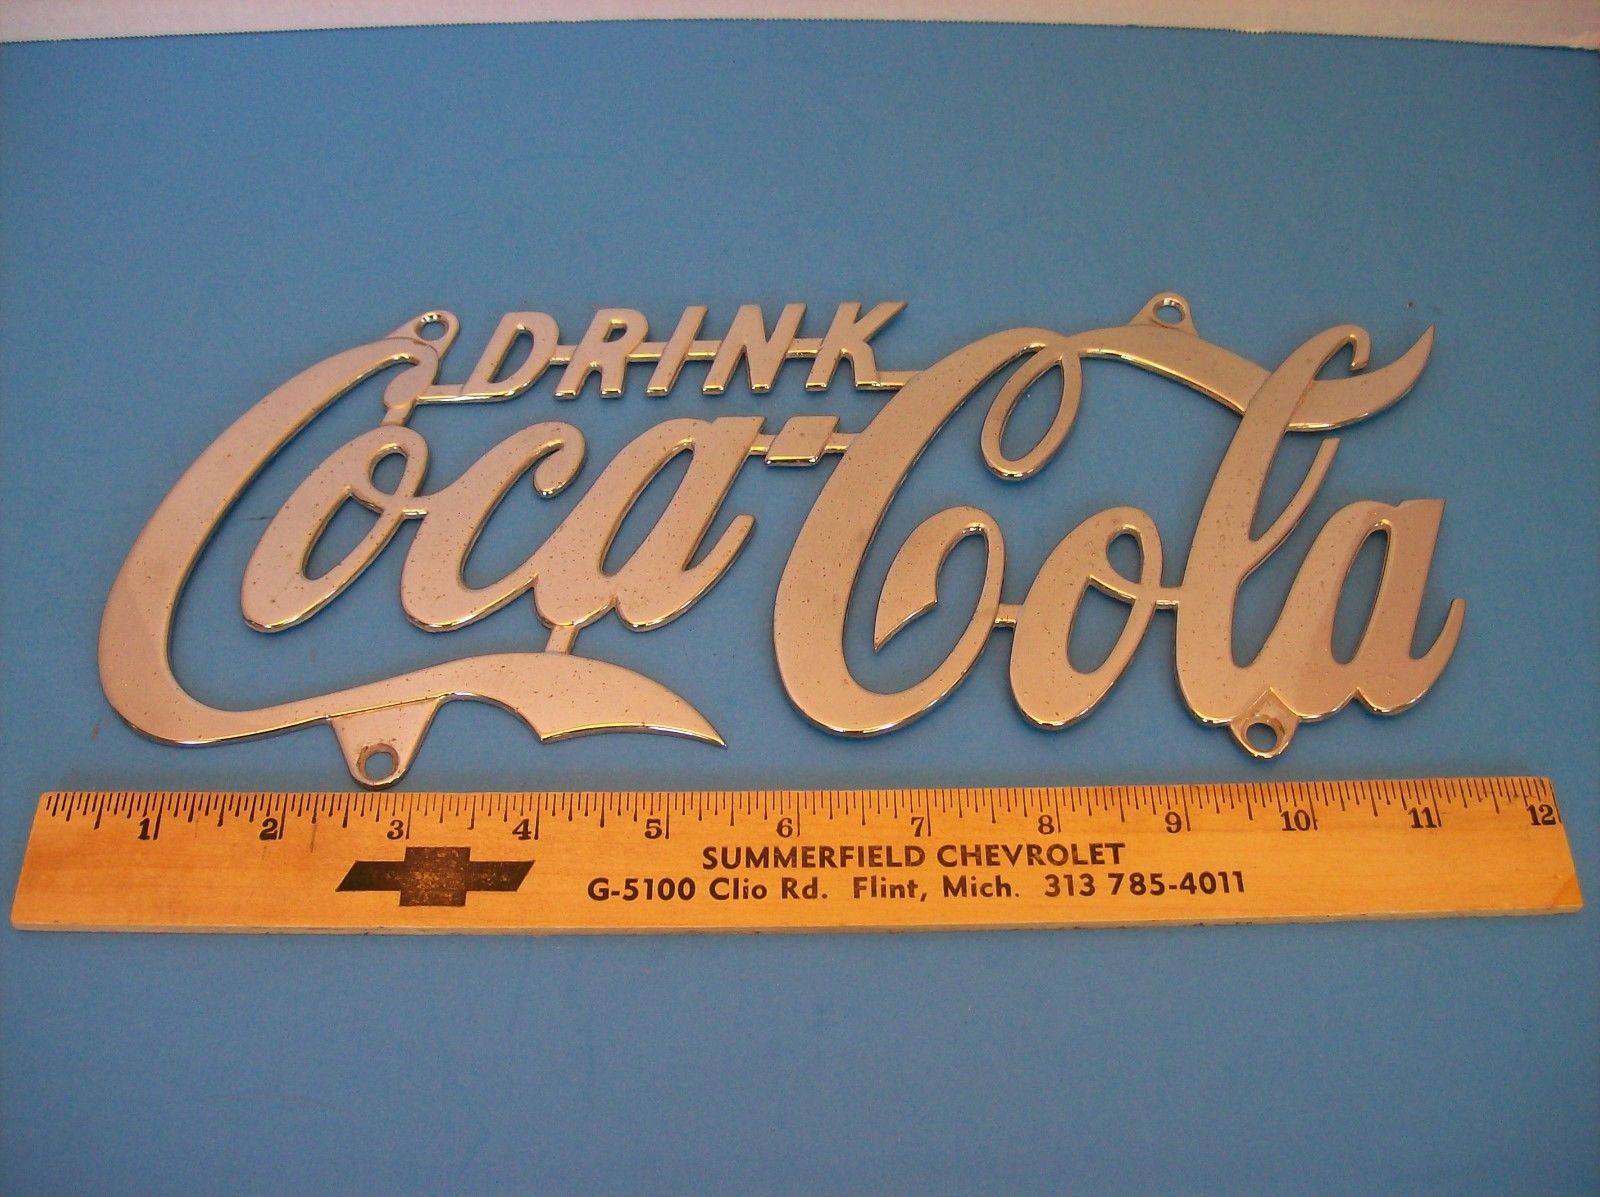 DRINK
Coca-Cola
1 2 3 4 5 6 7 8 9 10 11 12
SUMMERFIELD CHEVROLET
G-5100 Clio Rd. Flint, Mich. 313 785-4011